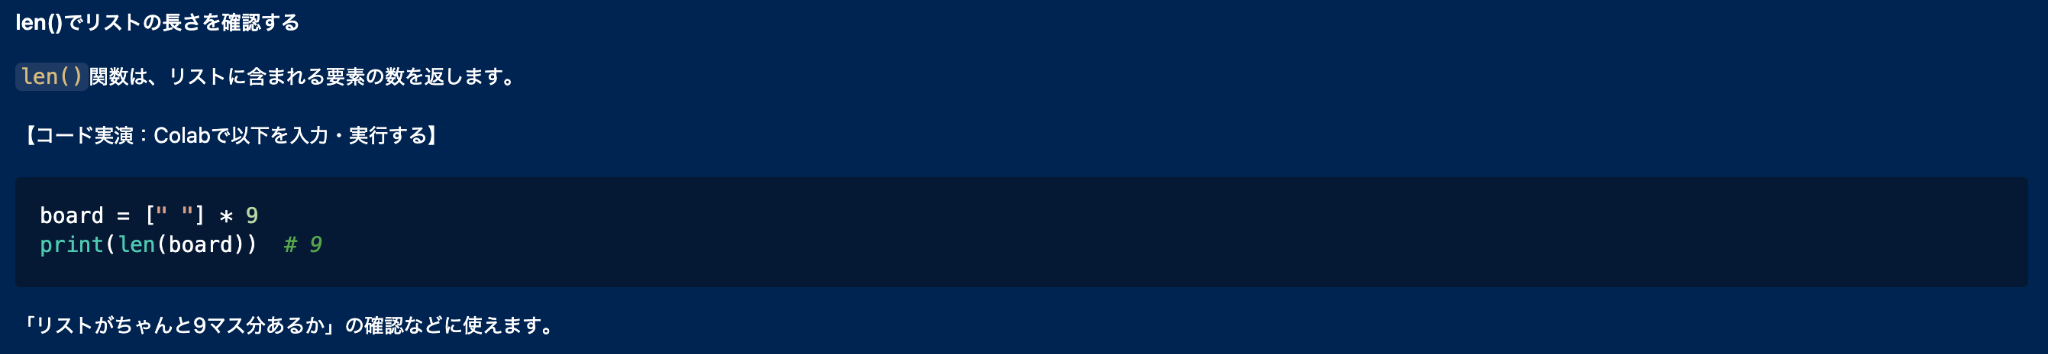 len()でリストの長さを確認する
len()関数は、リストに含まれる要素の数を返します。
【コード実演：Colabで以下を入力・実行する】
board = [" "] * 9
print(len(board))  # 9
「リストがちゃんと9マス分あるか」の確認などに使えます。